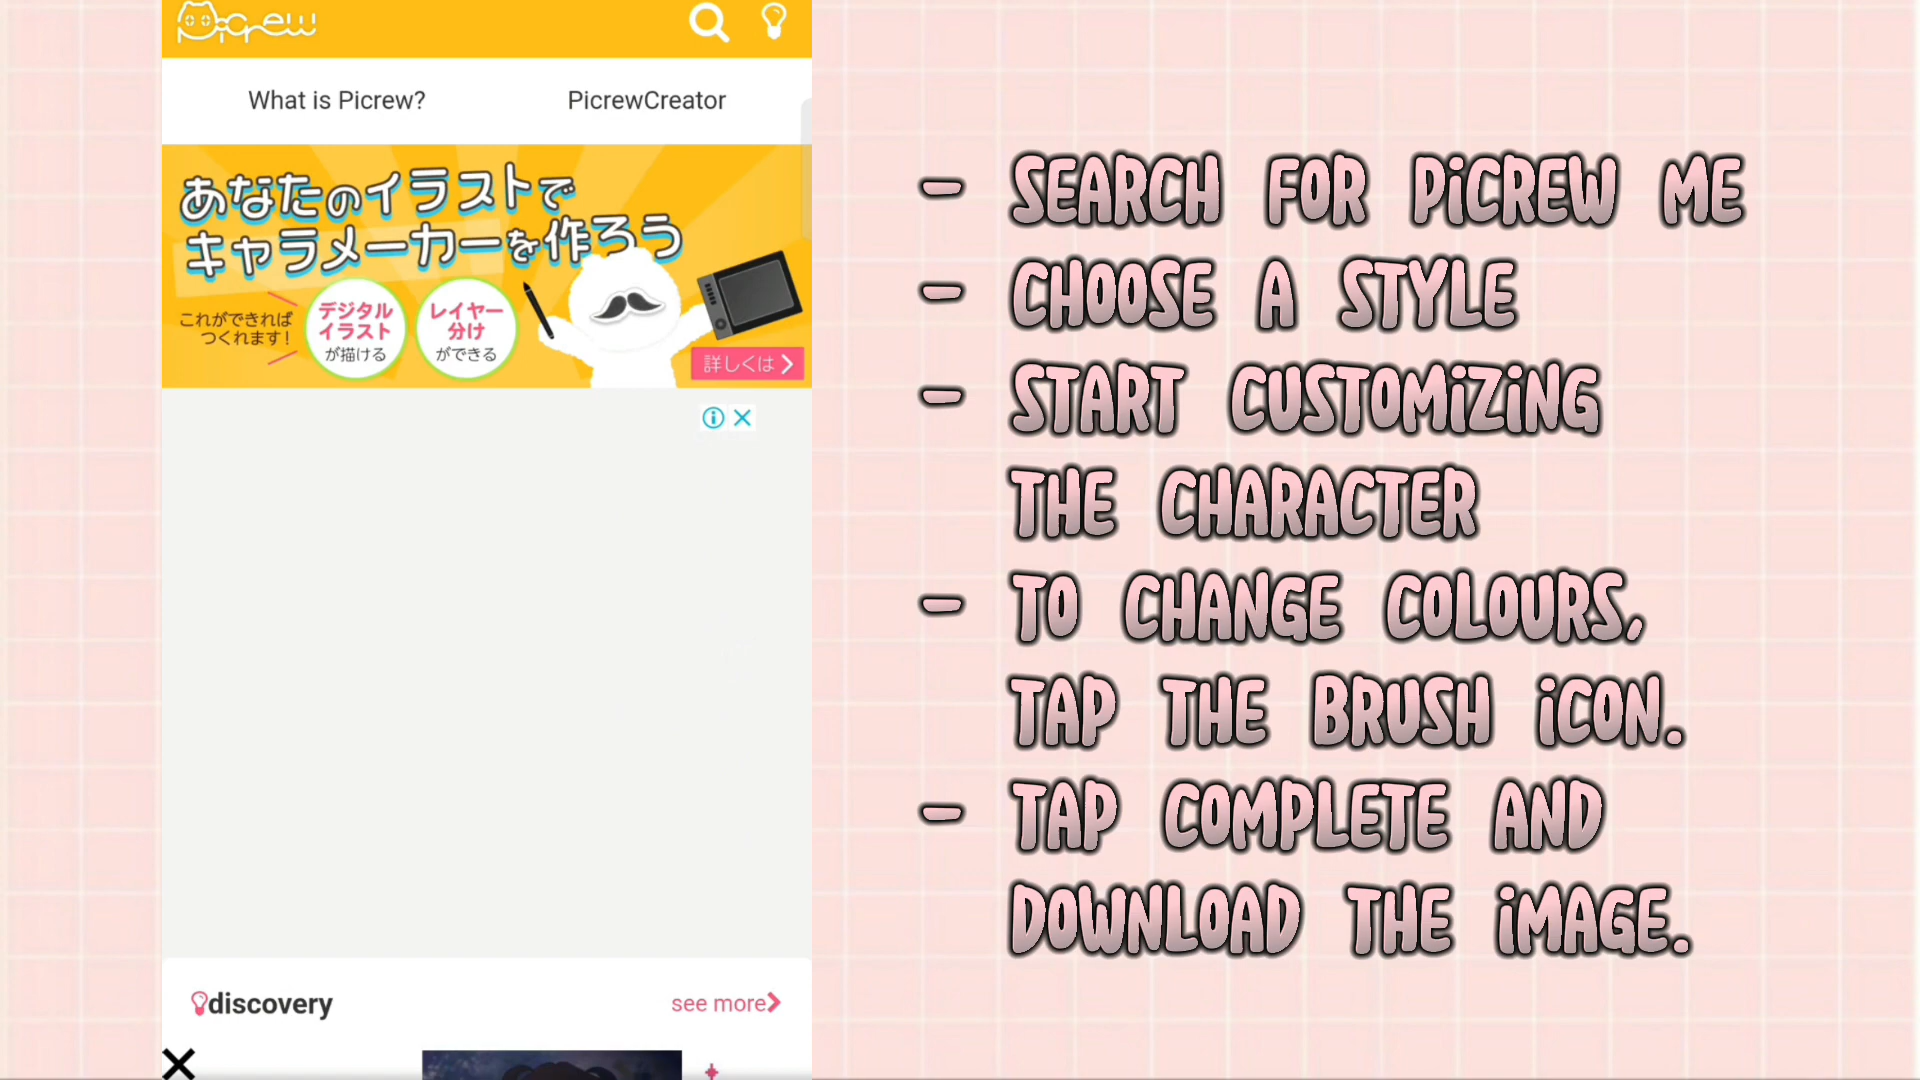 Picrew
What is Picrew?
PicrewCreator
あなたのイラストで
キャラメーカーを作ろう
これができれば
つくれます!
デジタル
イラスト
が描ける
レイヤー
分け
ができる
詳しくは
discovery
see more
- SEARCH FOR PiCREW ME
- CHOOSE A STYLE
- START CUSTOMiZiNG
THE CHARACTER
- TO CHANGE COLOURS,
TAP THE BRUSH iCON.
- TAP COMPLETE AND
DOWNLOAD THE iMAGE.